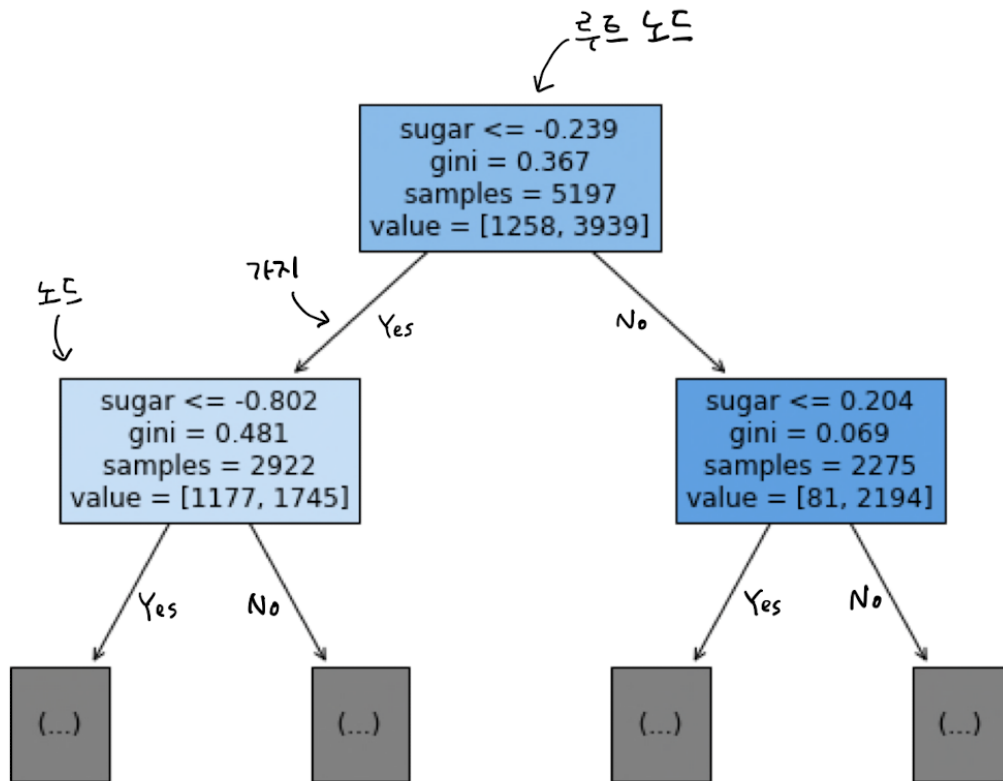 루트 노드
sugar <= -0.239
gini = 0.367
samples = 5197
value = [1258, 3939]
가지
노드
Yes
No
sugar <= -0.802
gini = 0.481
samples = 2922
value = [1177, 1745]
sugar <= 0.204
gini = 0.069
samples = 2275
value = [81, 2194]
Yes
No
Yes
No
(...)
(...)
(...)
(...)